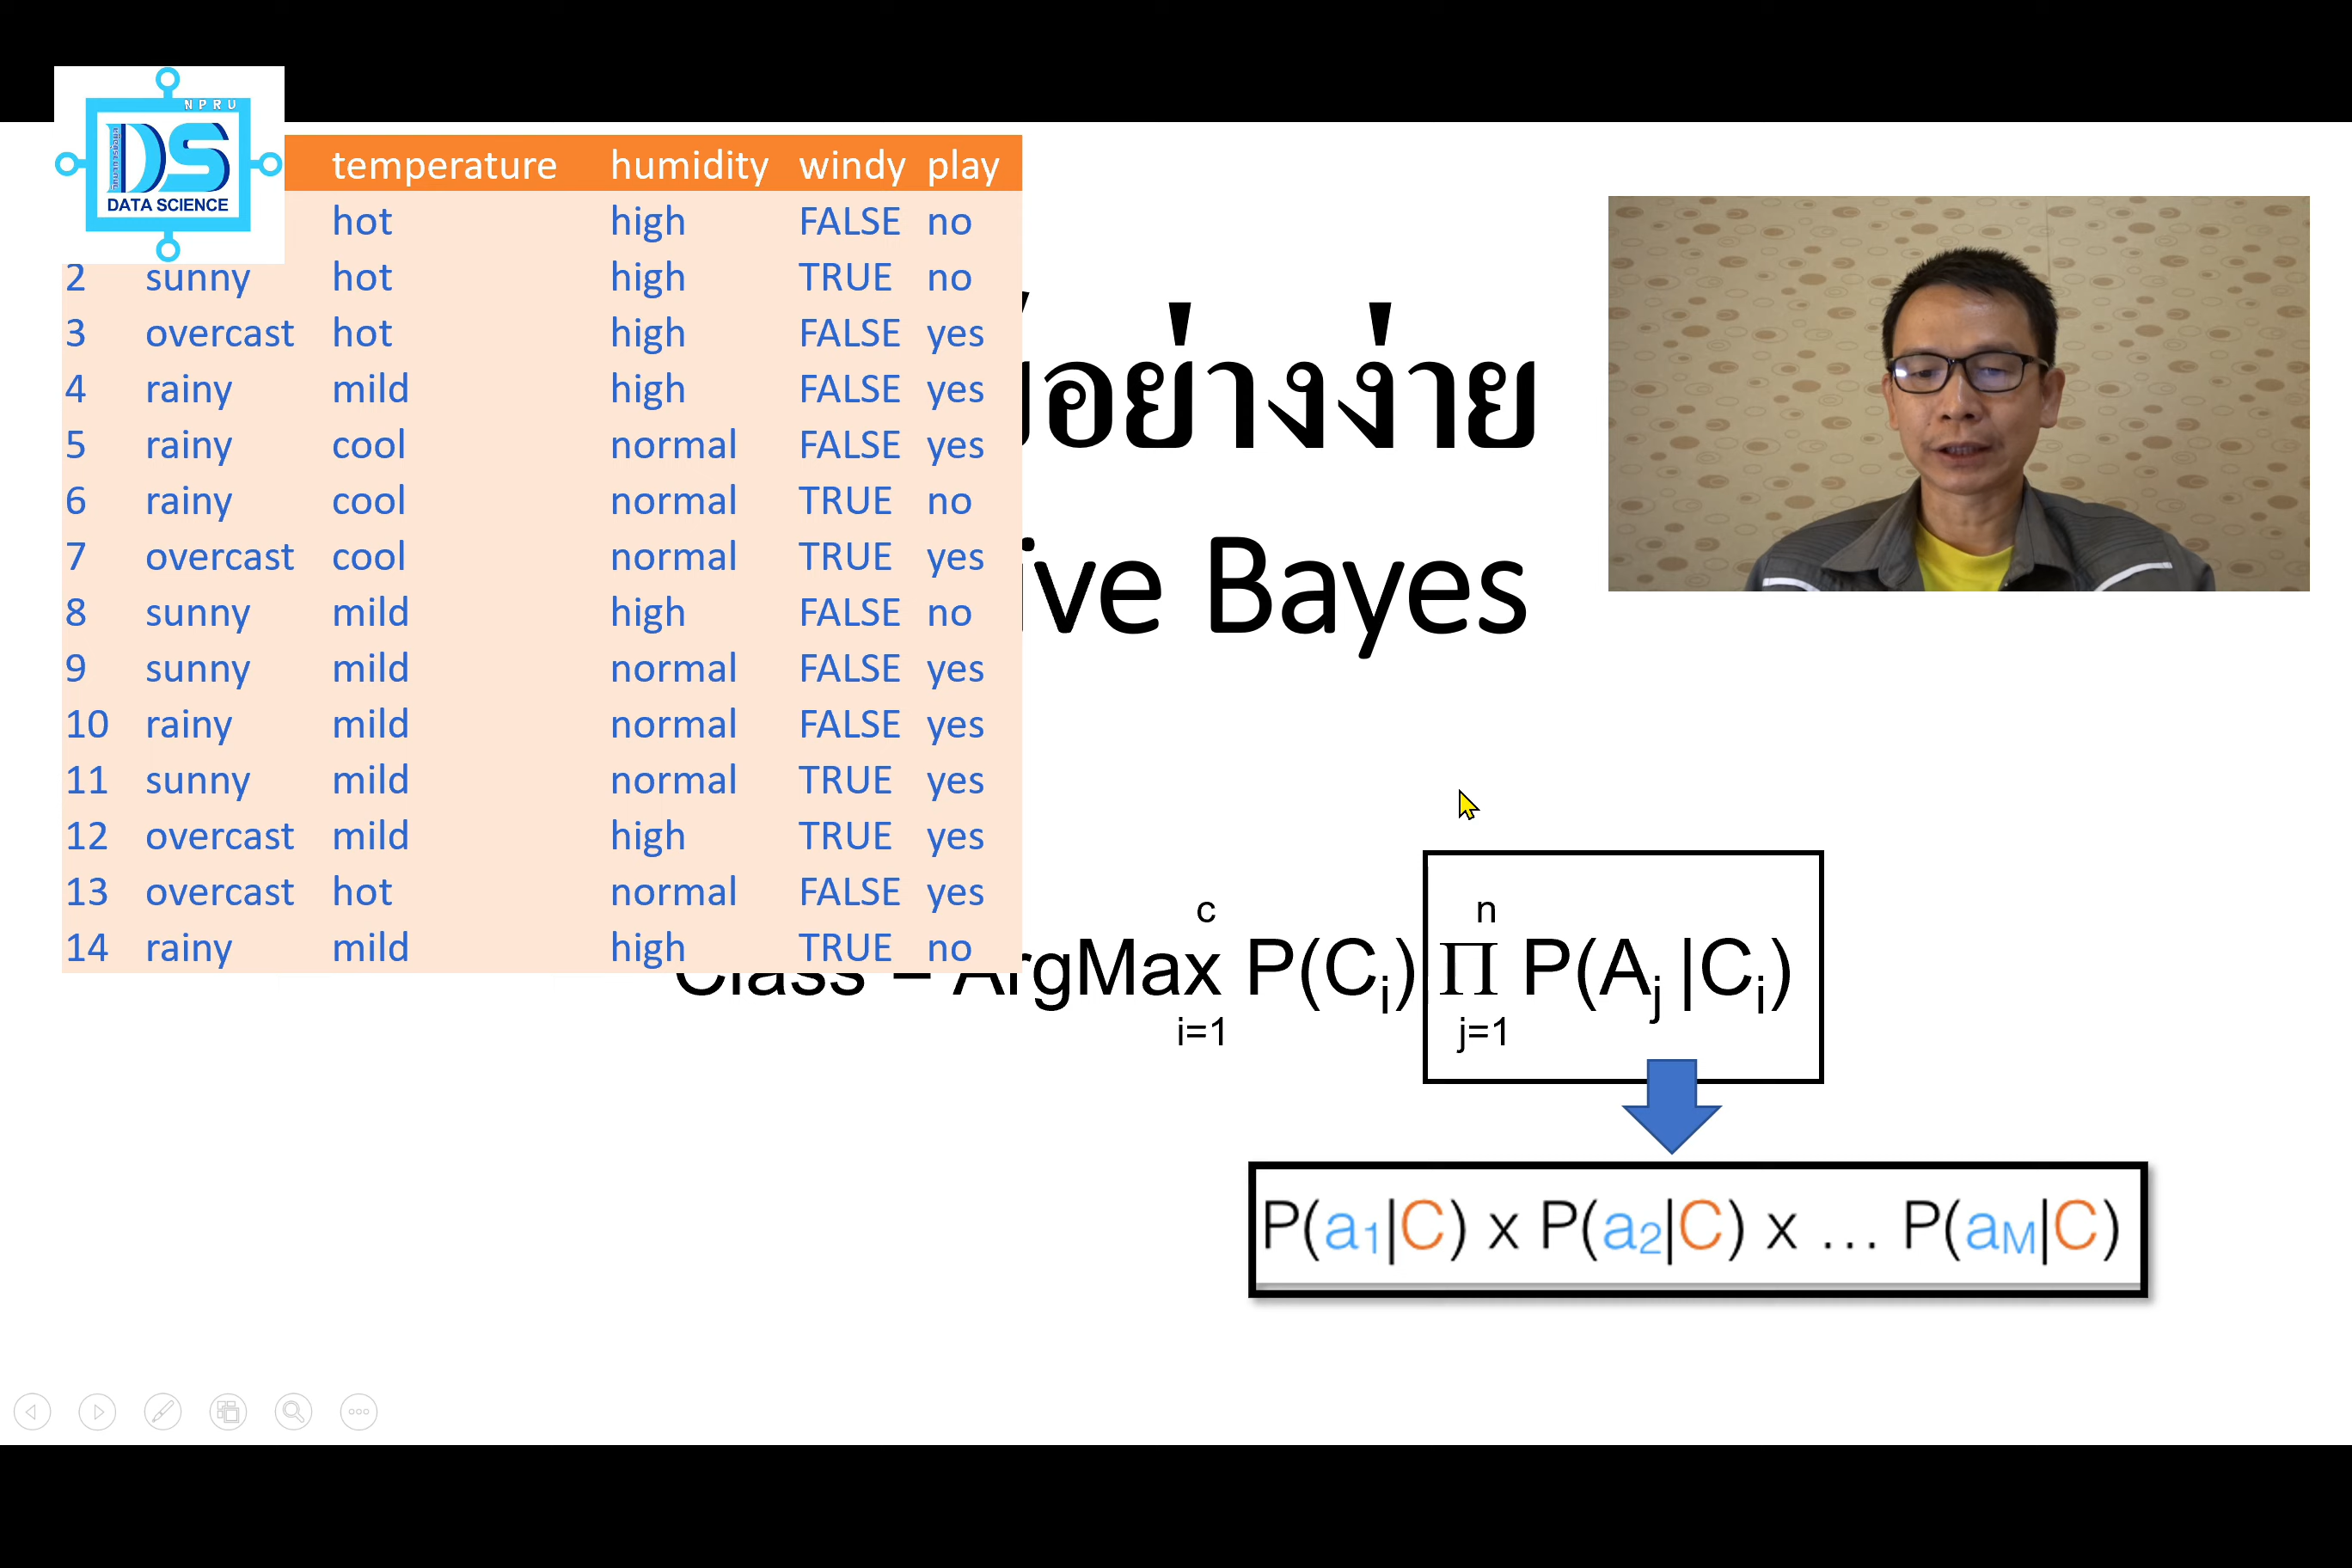 N P R U
DS
DATA SCIENCE
temperature humidity windy play
hot high FALSE no
2 sunny hot high TRUE no
3 overcast hot high FALSE yes
4 rainy mild high FALSE yes
5 rainy cool normal FALSE yes
6 rainy cool normal TRUE no
7 overcast cool normal TRUE yes
8 sunny mild high FALSE no
9 sunny mild normal FALSE yes
10 rainy mild normal FALSE yes
11 sunny mild normal TRUE yes
12 overcast mild high TRUE yes
13 overcast hot normal FALSE yes
14 rainy mild high TRUE no
อย่างง่าย
ive Bayes
c n
Class = ArgMax P(Cᵢ) Π P(Aⱼ |Cᵢ)
i=1 j=1
P(a₁|C) x P(a₂|C) x ... P(aM|C)